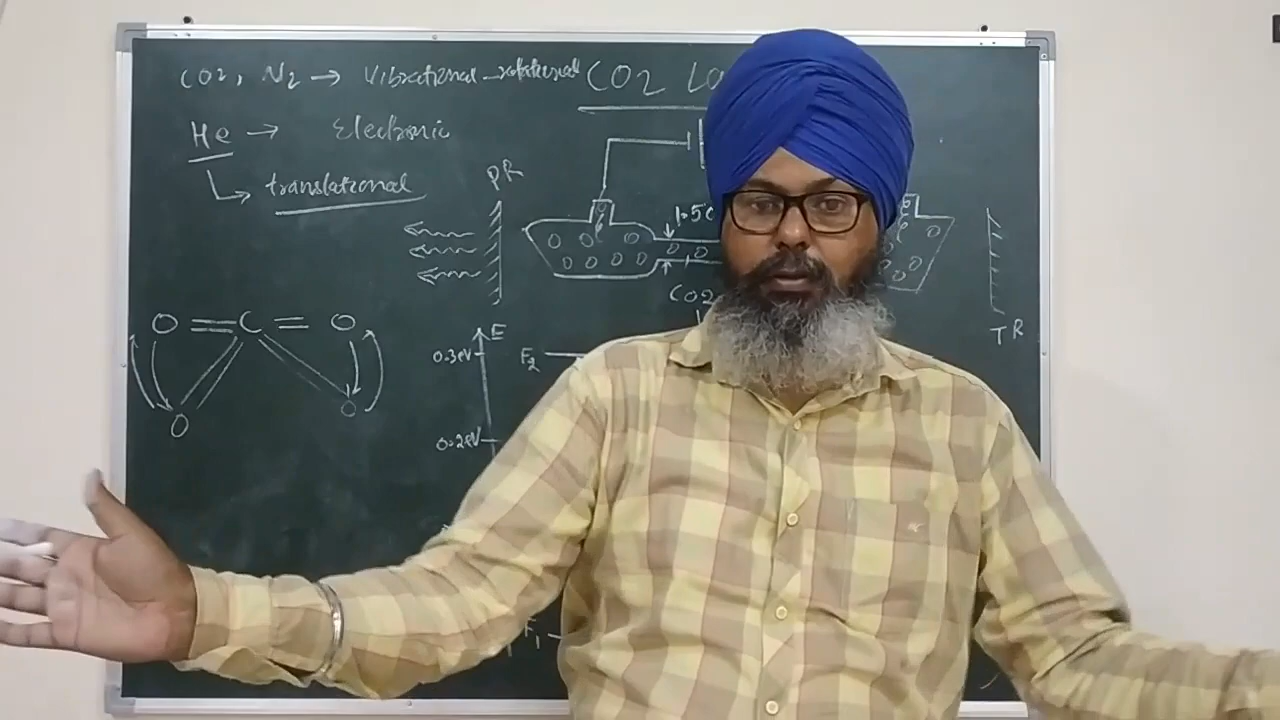 CO2, N2 → Vibrational-rotational
CO2 La
He → Electronic
↳ translational
PR
1.5c
CO2
TR
O = C = O
O O
E
0.3eV
F2
0.2eV
F1